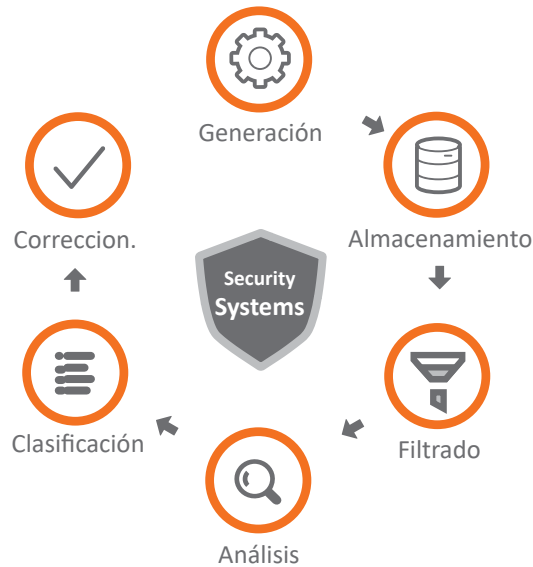 Generación
Almacenamiento
Filtrado
Análisis
Clasificación
Correccion.
Security
Systems